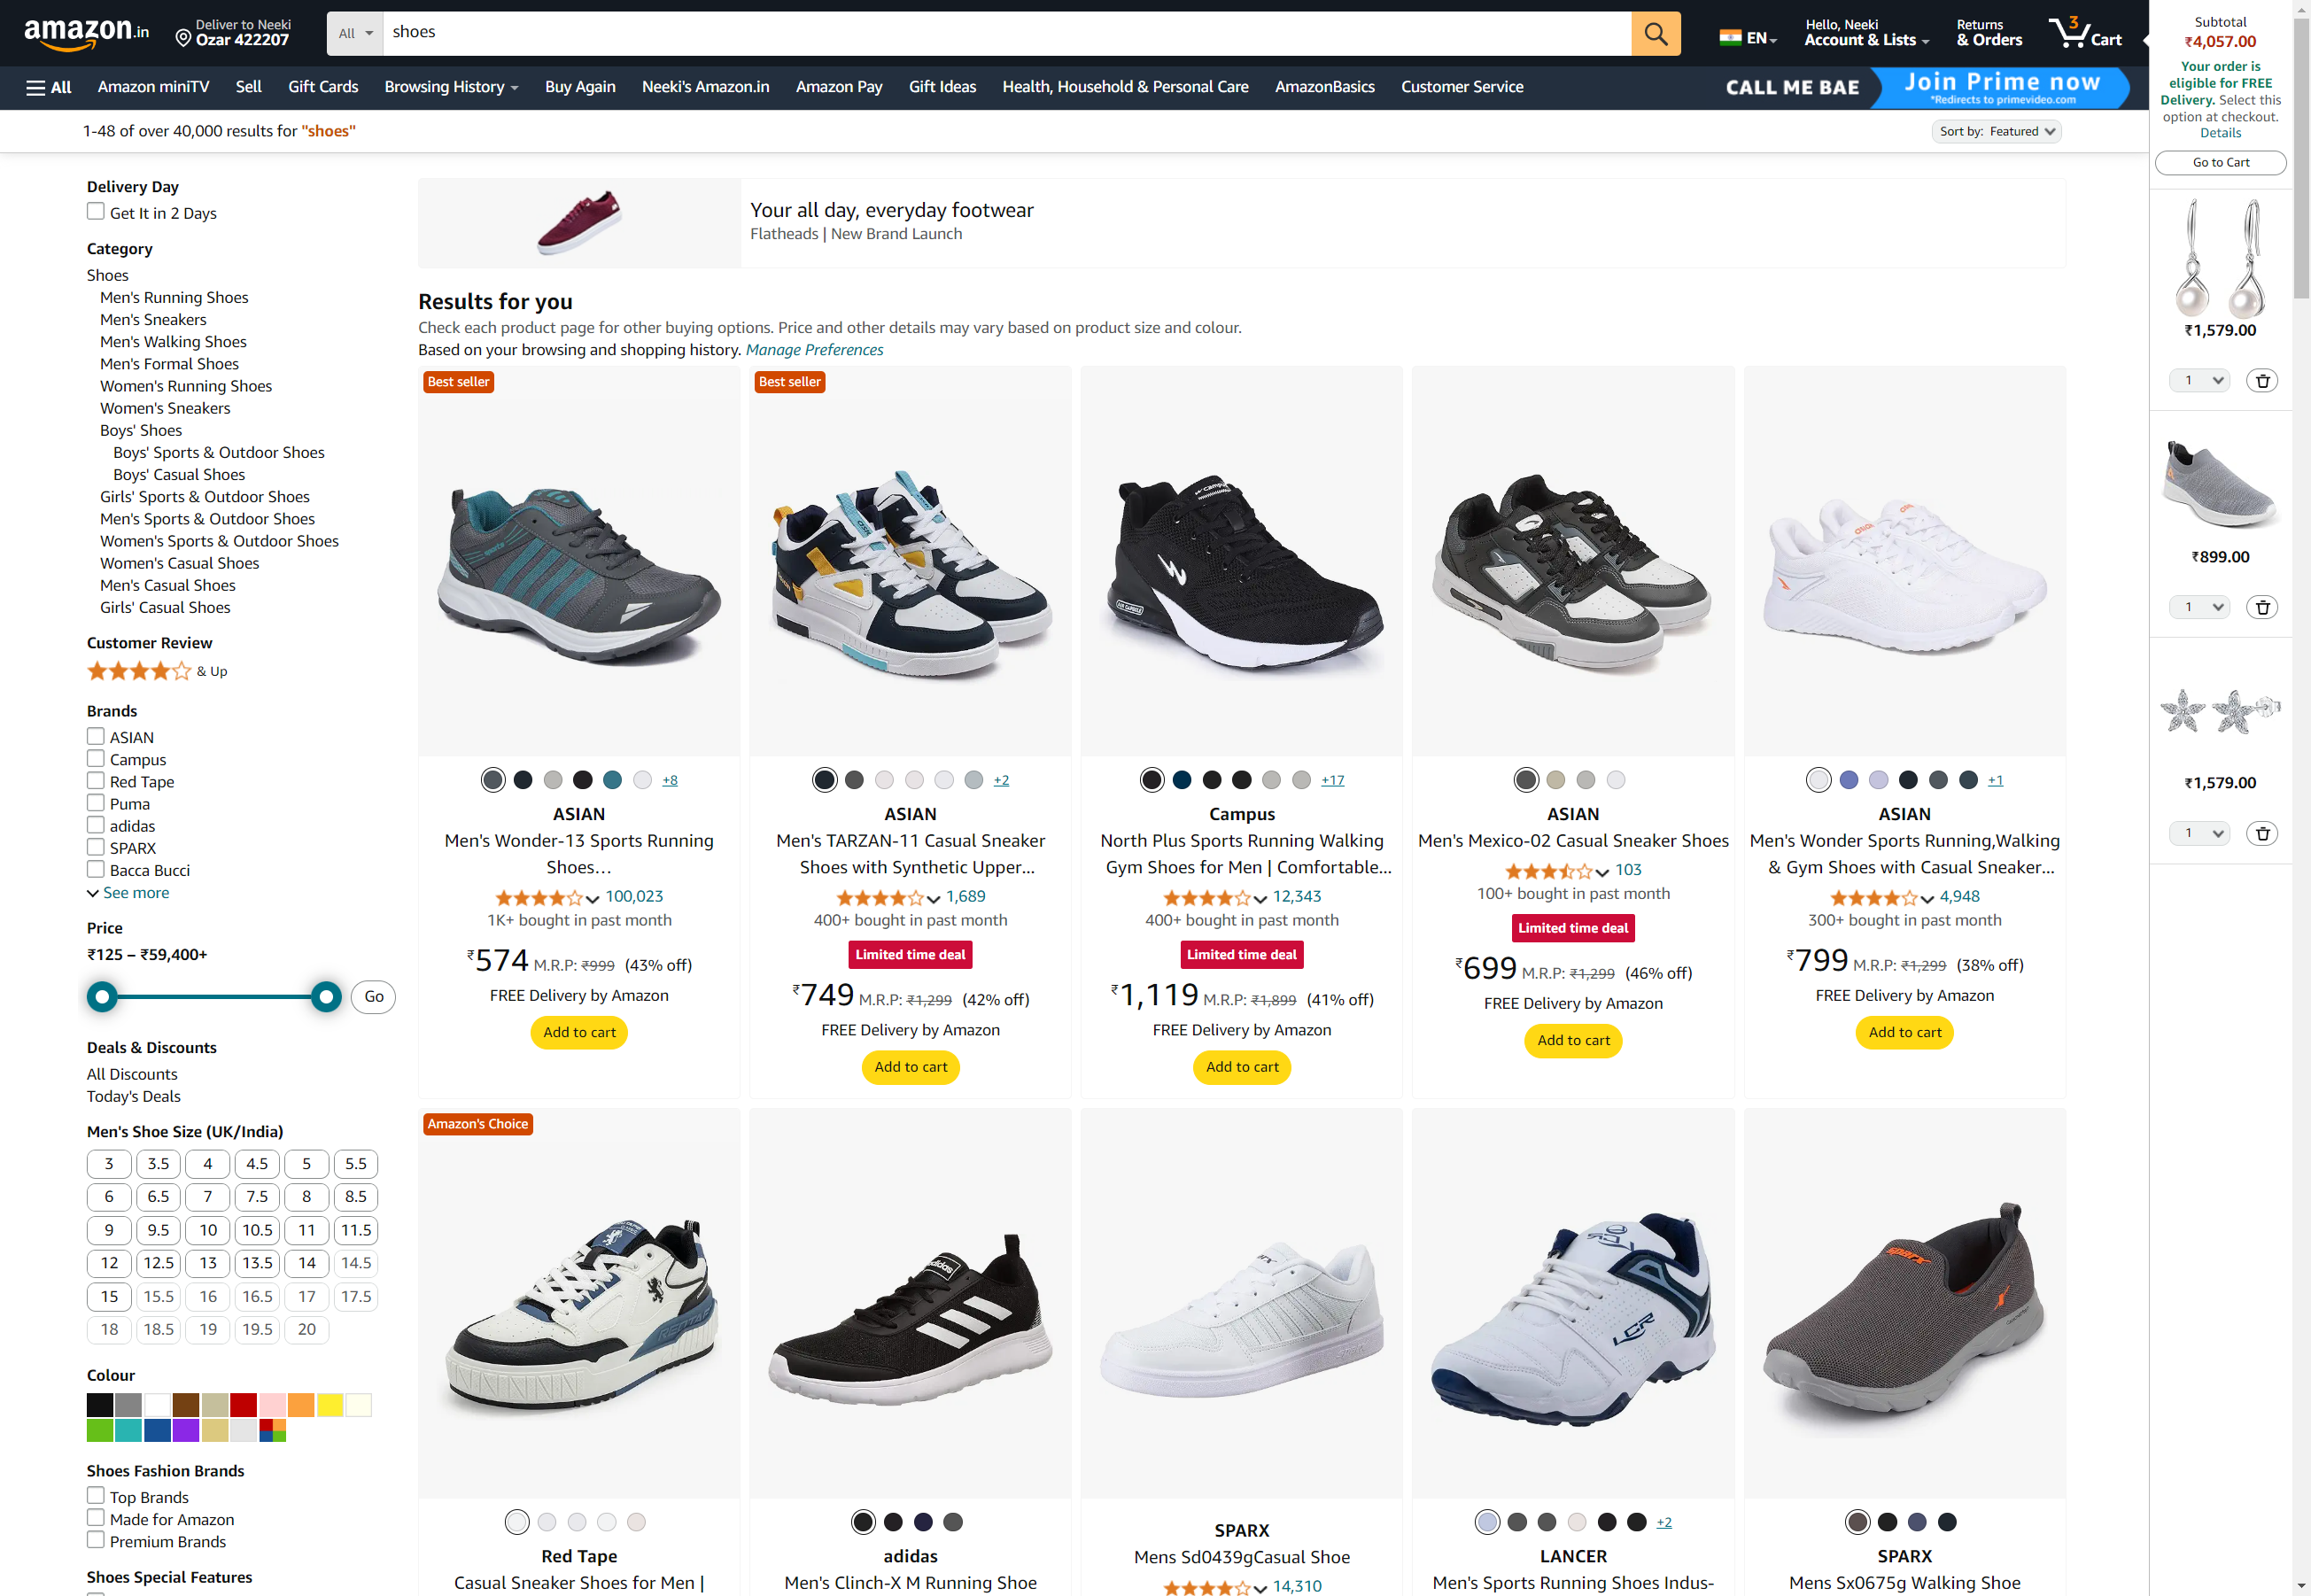 amazon.in
Deliver to Neeki
Ozar 422207
All
shoes
EN
Hello, Neeki
Account & Lists
Returns
& Orders
3
Cart
All
Amazon miniTV
Sell
Gift Cards
Browsing History
Buy Again
Neeki's Amazon.in
Amazon Pay
Gift Ideas
Health, Household & Personal Care
AmazonBasics
Customer Service
CALL ME BAE
Join Prime now
*Redirects to primevideo.com
1-48 of over 40,000 results for "shoes"
Sort by: Featured
Subtotal
₹4,057.00
Your order is
eligible for FREE
Delivery. Select this
option at checkout.
Details
Go to Cart
₹1,579.00
1
₹899.00
1
₹1,579.00
1
Delivery Day
Get It in 2 Days
Category
Shoes
Men's Running Shoes
Men's Sneakers
Men's Walking Shoes
Men's Formal Shoes
Women's Running Shoes
Women's Sneakers
Boys' Shoes
Boys' Sports & Outdoor Shoes
Boys' Casual Shoes
Girls' Sports & Outdoor Shoes
Men's Sports & Outdoor Shoes
Women's Sports & Outdoor Shoes
Women's Casual Shoes
Men's Casual Shoes
Girls' Casual Shoes
Customer Review
& Up
Brands
ASIAN
Campus
Red Tape
Puma
adidas
SPARX
Bacca Bucci
See more
Price
₹125 – ₹59,400+
Go
Deals & Discounts
All Discounts
Today's Deals
Men's Shoe Size (UK/India)
3 3.5 4 4.5 5 5.5
6 6.5 7 7.5 8 8.5
9 9.5 10 10.5 11 11.5
12 12.5 13 13.5 14 14.5
15 15.5 16 16.5 17 17.5
18 18.5 19 19.5 20
Colour
Shoes Fashion Brands
Top Brands
Made for Amazon
Premium Brands
Shoes Special Features
Your all day, everyday footwear
Flatheads | New Brand Launch
Results for you
Check each product page for other buying options. Price and other details may vary based on product size and colour.
Based on your browsing and shopping history. Manage Preferences
Best seller
+8
ASIAN
Men's Wonder-13 Sports Running
Shoes…
100,023
1K+ bought in past month
₹574 M.R.P: ₹999 (43% off)
FREE Delivery by Amazon
Add to cart
Best seller
+2
ASIAN
Men's TARZAN-11 Casual Sneaker
Shoes with Synthetic Upper...
1,689
400+ bought in past month
Limited time deal
₹749 M.R.P: ₹1,299 (42% off)
FREE Delivery by Amazon
Add to cart
campus
AIR CAPSULE
+17
Campus
North Plus Sports Running Walking
Gym Shoes for Men | Comfortable...
12,343
400+ bought in past month
Limited time deal
₹1,119 M.R.P: ₹1,899 (41% off)
FREE Delivery by Amazon
Add to cart
ASIAN
Men's Mexico-02 Casual Sneaker Shoes
103
100+ bought in past month
Limited time deal
₹699 M.R.P: ₹1,299 (46% off)
FREE Delivery by Amazon
Add to cart
+1
ASIAN
Men's Wonder Sports Running,Walking
& Gym Shoes with Casual Sneaker...
4,948
300+ bought in past month
₹799 M.R.P: ₹1,299 (38% off)
FREE Delivery by Amazon
Add to cart
Amazon's Choice
REDTAPE
Red Tape
Casual Sneaker Shoes for Men |
adidas
adidas
Men's Clinch-X M Running Shoe
SPARX
Mens Sd0439gCasual Shoe
14,310
LCR
+2
LANCER
Men's Sports Running Shoes Indus-
sparx
SPARX
Mens Sx0675g Walking Shoe